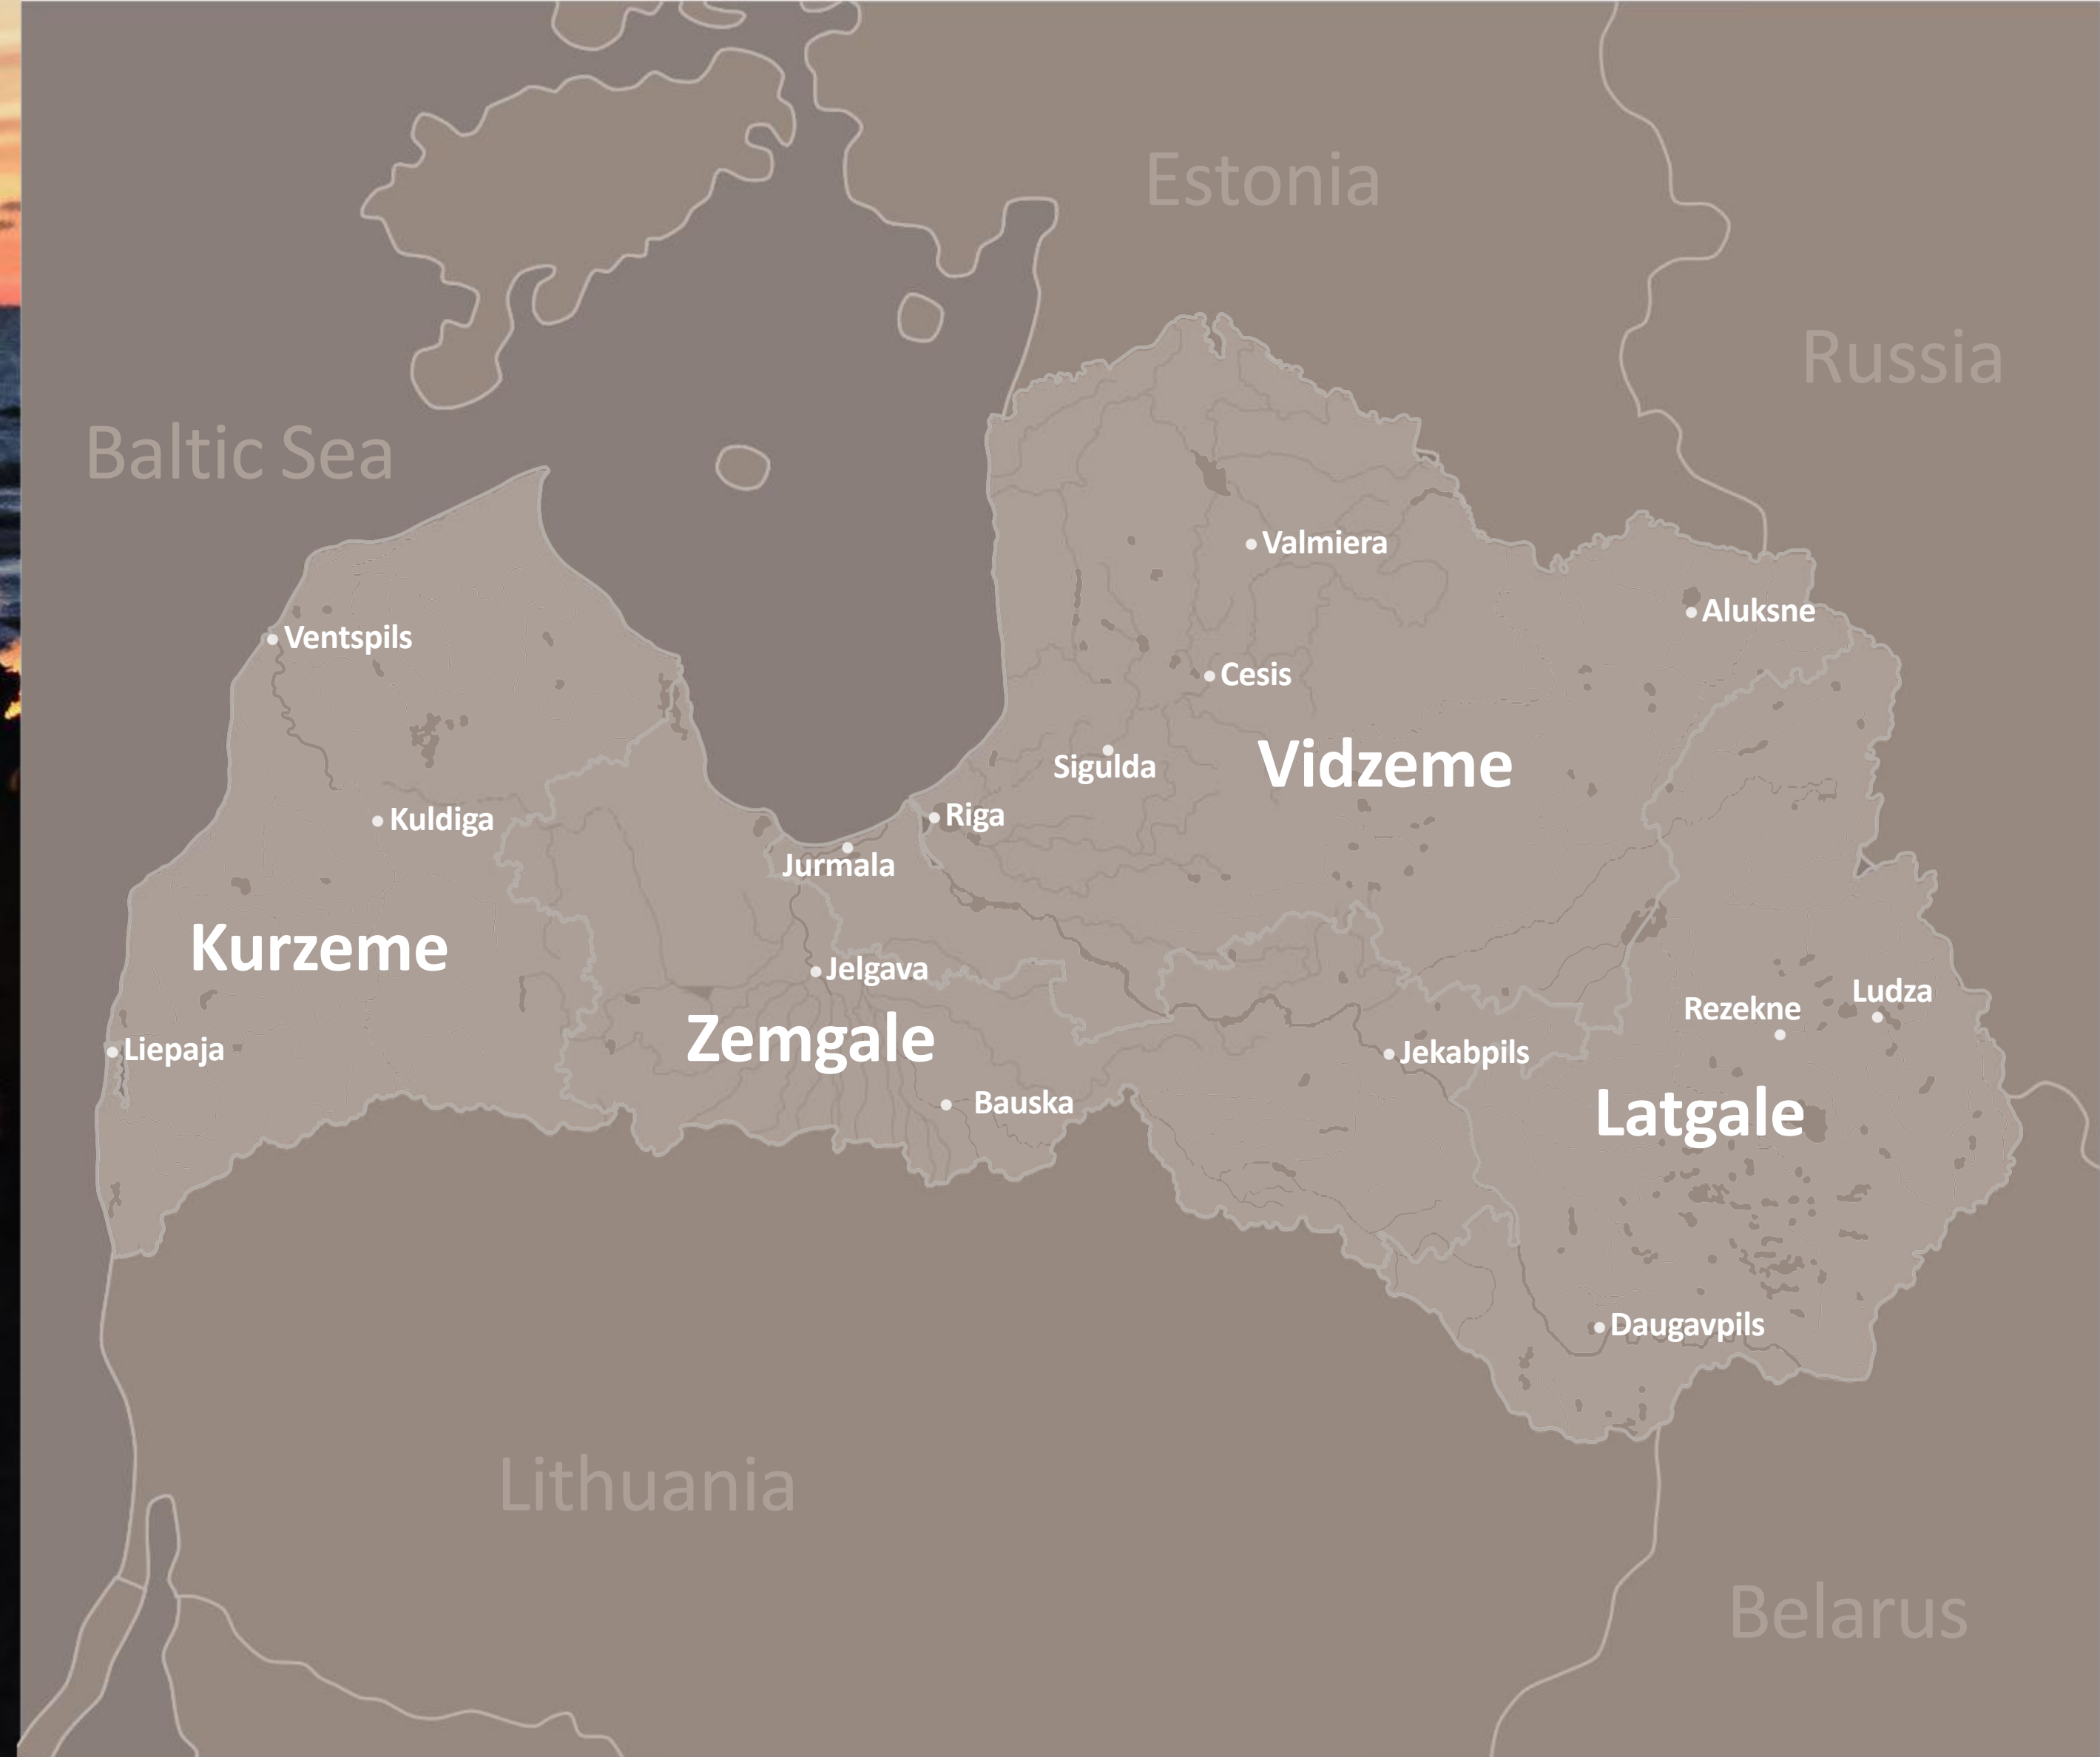 Estonia
Russia
Baltic Sea
Valmiera
Aluksne
Ventspils
Cesis
Sigulda
Vidzeme
Kuldiga
Riga
Jurmala
Kurzeme
Jelgava
Ludza
Rezekne
Zemgale
Liepaja
Jekabpils
Bauska
Latgale
Daugavpils
Lithuania
Belarus